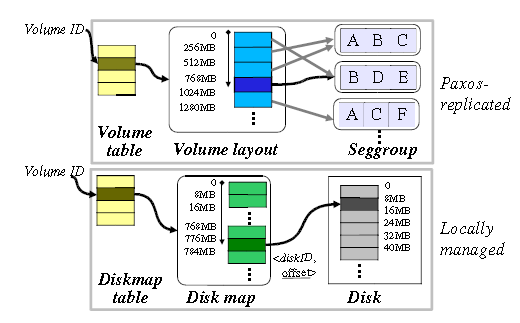 Volume ID
0
256MB
512MB
768MB
1024MB
1280MB
A B C
B D E
A C F
Volume
table
Volume layout
Seggroup
Paxos-
replicated
Volume ID
0
8MB
16MB
768MB
776MB
784MB
<diskID,
offset>
0
8MB
16MB
24MB
32MB
40MB
Diskmap
table
Disk map
Disk
Locally
managed